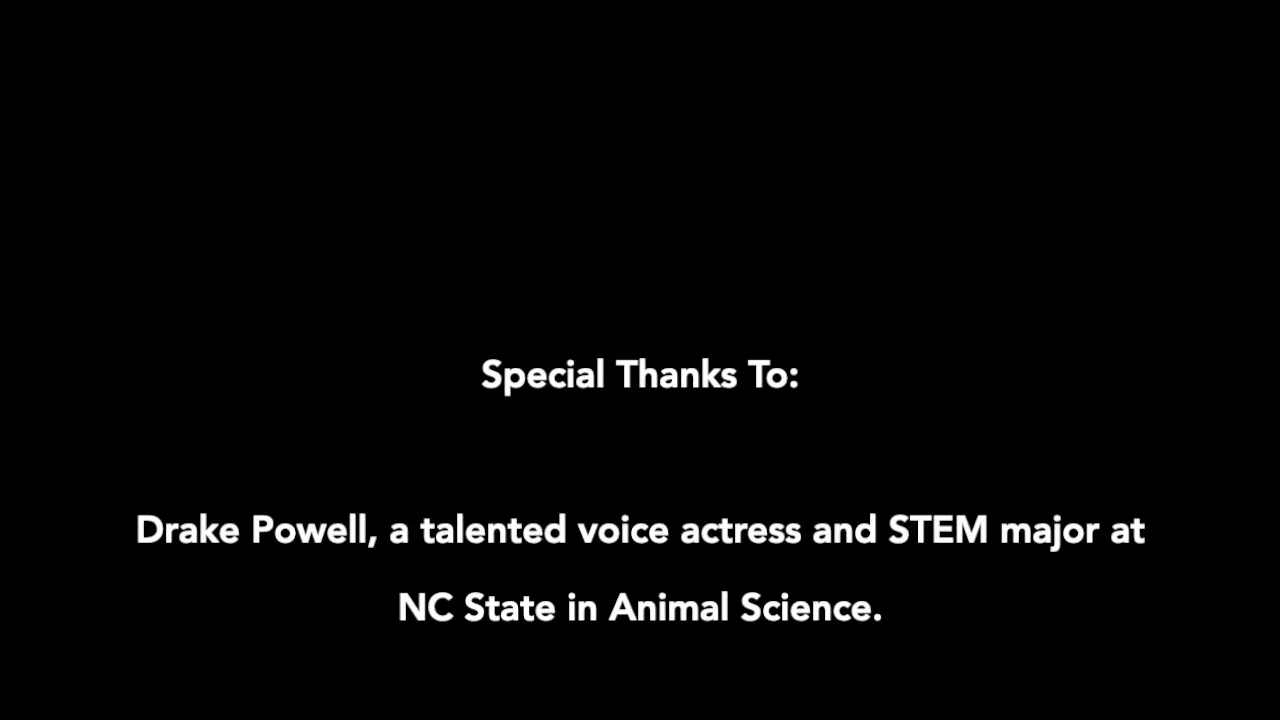 Special Thanks To:
Drake Powell, a talented voice actress and STEM major at
NC State in Animal Science.